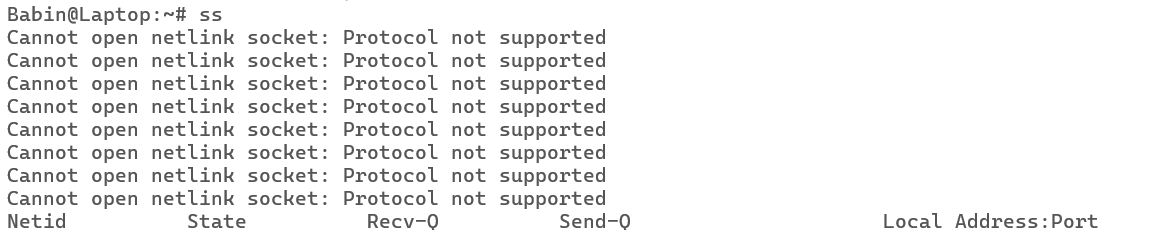 Babin@Laptop:~# ss
Cannot open netlink socket: Protocol not supported
Cannot open netlink socket: Protocol not supported
Cannot open netlink socket: Protocol not supported
Cannot open netlink socket: Protocol not supported
Cannot open netlink socket: Protocol not supported
Cannot open netlink socket: Protocol not supported
Cannot open netlink socket: Protocol not supported
Cannot open netlink socket: Protocol not supported
Netid State Recv-Q Send-Q Local Address:Port